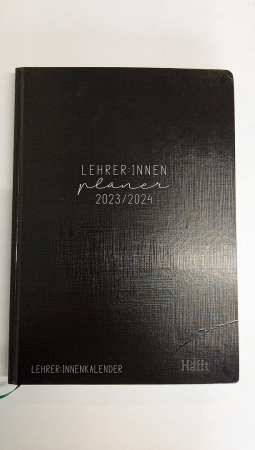 LEHRER:INNEN
planer
2023/2024
LEHRER:INNENKALENDER
Häfft